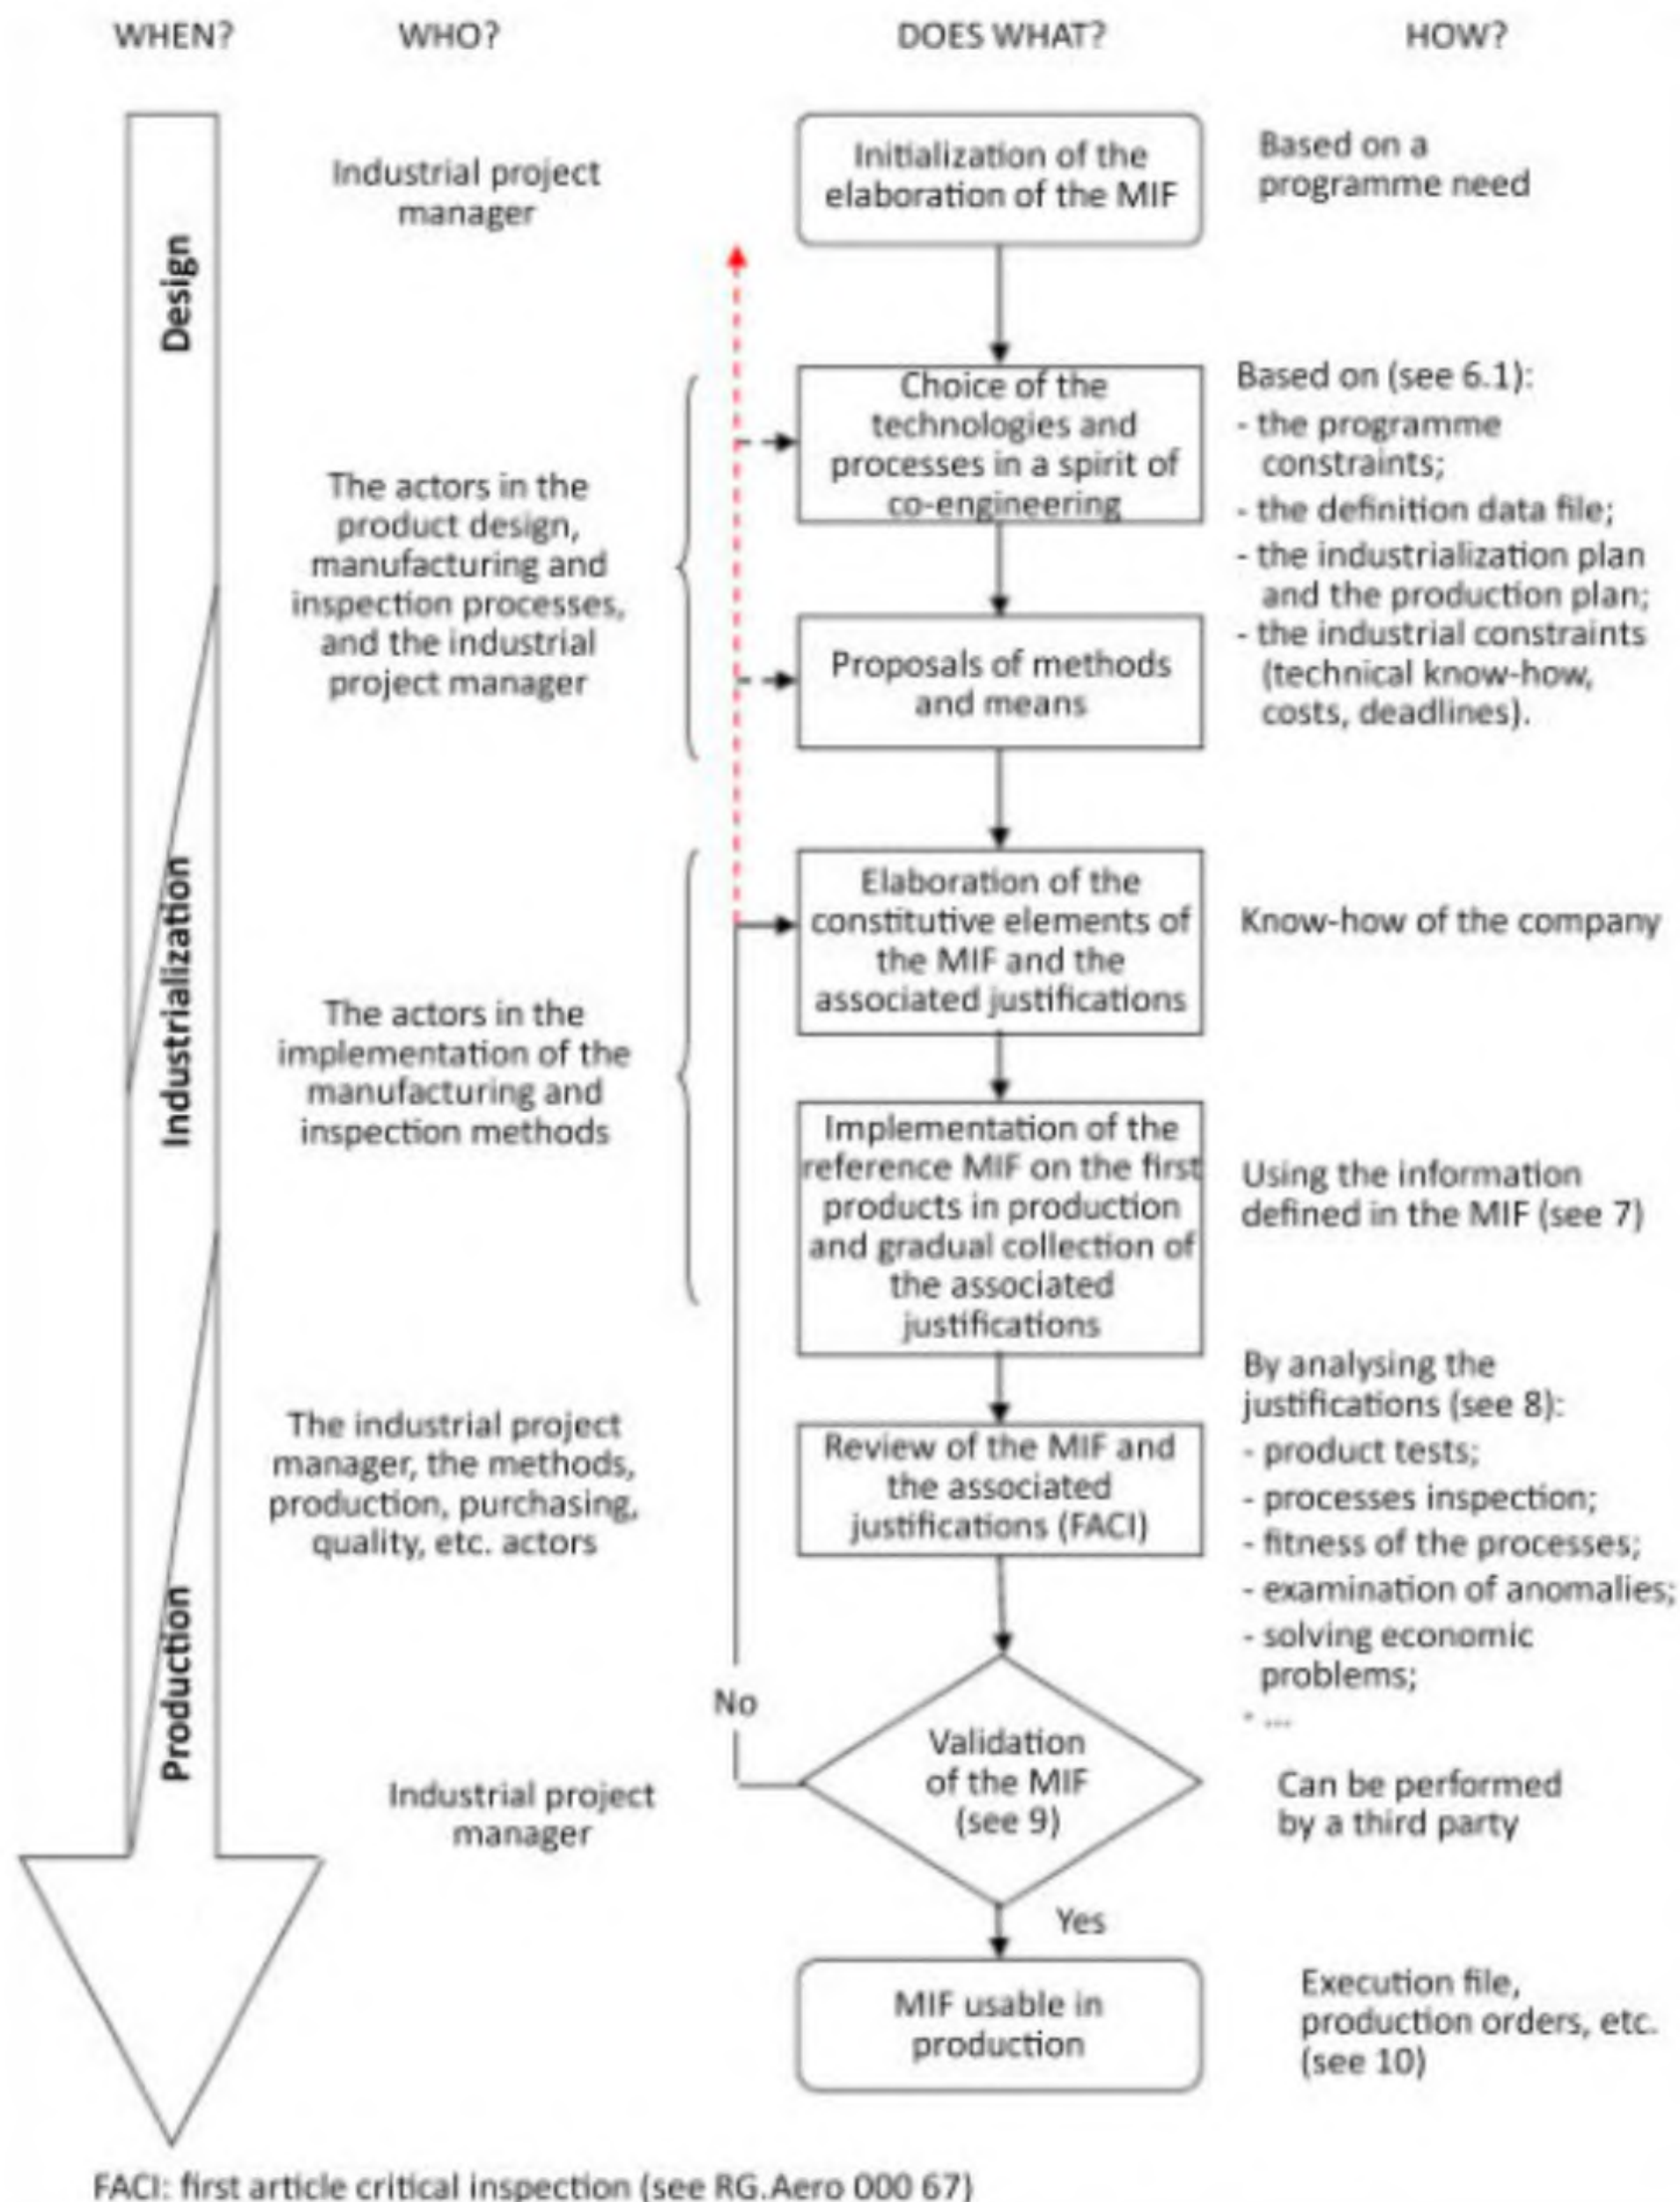 WHEN?
WHO?
DOES WHAT?
HOW?
Design
Industrialization
Production
Industrial project
manager
Initialization of the
elaboration of the MIF
Based on a
programme need
The actors in the
product design,
manufacturing and
inspection processes,
and the industrial
project manager
Choice of the
technologies and
processes in a spirit of
co-engineering
Proposals of methods
and means
Based on (see 6.1):
- the programme
constraints;
- the definition data file;
- the industrialization plan
and the production plan;
- the industrial constraints
(technical know-how,
costs, deadlines).
The actors in the
implementation of the
manufacturing and
inspection methods
Elaboration of the
constitutive elements of
the MIF and the
associated justifications
Know-how of the company
Implementation of the
reference MIF on the first
products in production
and gradual collection of
the associated
justifications
Using the information
defined in the MIF (see 7)
The industrial project
manager, the methods,
production, purchasing,
quality, etc. actors
Review of the MIF and
the associated
justifications (FACI)
By analysing the
justifications (see 8):
- product tests;
- processes inspection;
- fitness of the processes;
- examination of anomalies;
- solving economic
problems;
- ...
No
Industrial project
manager
Validation
of the MIF
(see 9)
Can be performed
by a third party
Yes
MIF usable in
production
Execution file,
production orders, etc.
(see 10)
FACI: first article critical inspection (see RG.Aero 000 67)